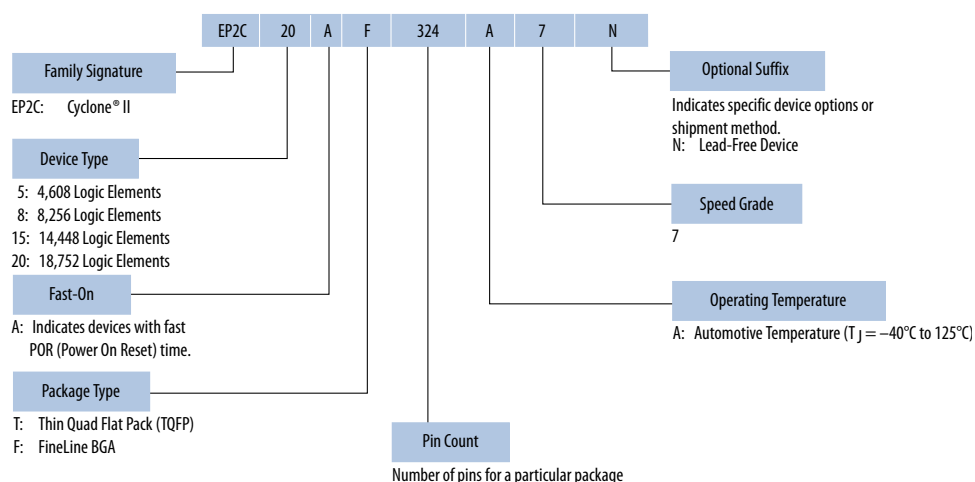 EP2C 20 A F 324 A 7 N
Family Signature
EP2C: Cyclone® II
Device Type
5: 4,608 Logic Elements
8: 8,256 Logic Elements
15: 14,448 Logic Elements
20: 18,752 Logic Elements
Fast-On
A: Indicates devices with fast
POR (Power On Reset) time.
Package Type
T: Thin Quad Flat Pack (TQFP)
F: FineLine BGA
Pin Count
Number of pins for a particular package
Optional Suffix
Indicates specific device options or
shipment method.
N: Lead-Free Device
Speed Grade
7
Operating Temperature
A: Automotive Temperature (T J = −40°C to 125°C)